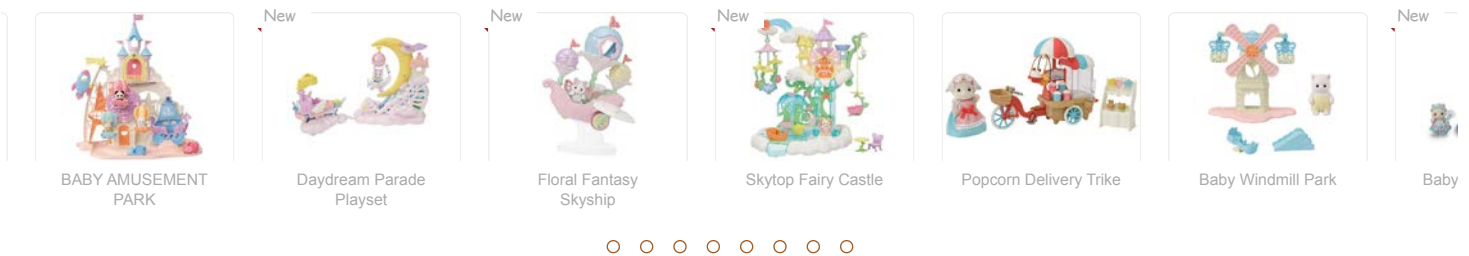 New
New
New
New
BABY AMUSEMENT
PARK
Daydream Parade
Playset
Floral Fantasy
Skyship
Skytop Fairy Castle
Popcorn Delivery Trike
Baby Windmill Park
Baby